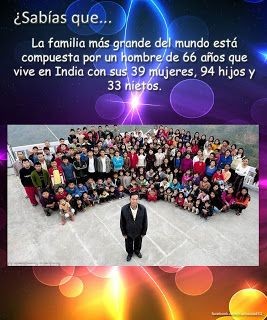 ¿Sabías que...
La familia más grande del mundo está
compuesta por un hombre de 66 años que
vive en India con sus 39 mujeres, 94 hijos y
33 nietos.